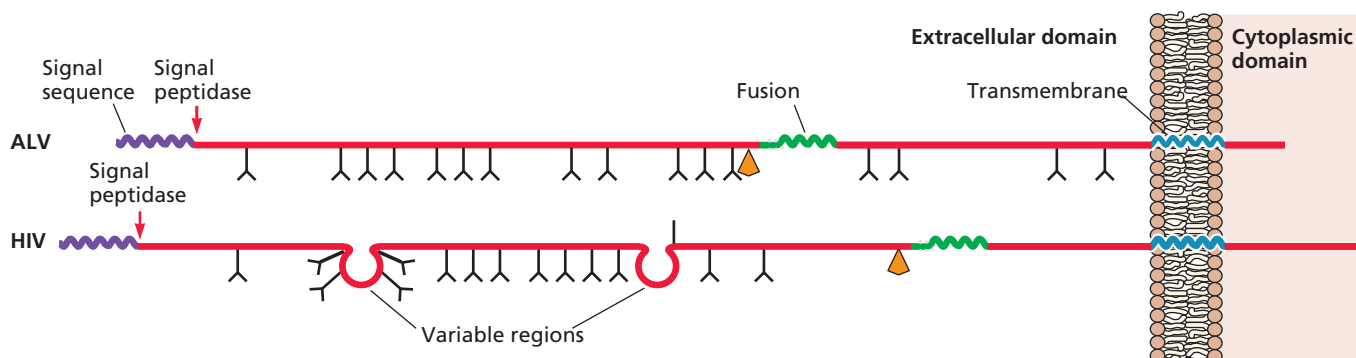 Extracellular domain
Cytoplasmic
domain
Signal
sequence
Signal
peptidase
Fusion
Transmembrane
ALV
Signal
peptidase
HIV
Variable regions